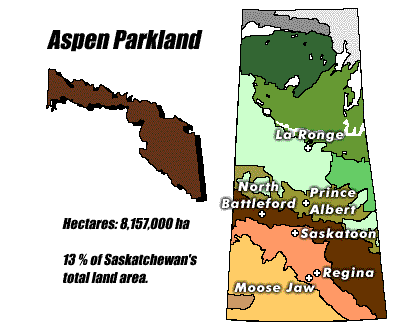 Aspen Parkland
Hectares: 8,157,000 ha
13 % of Saskatchewan's
total land area.
La Ronge
North
Battleford
Prince
Albert
Saskatoon
Regina
Moose Jaw